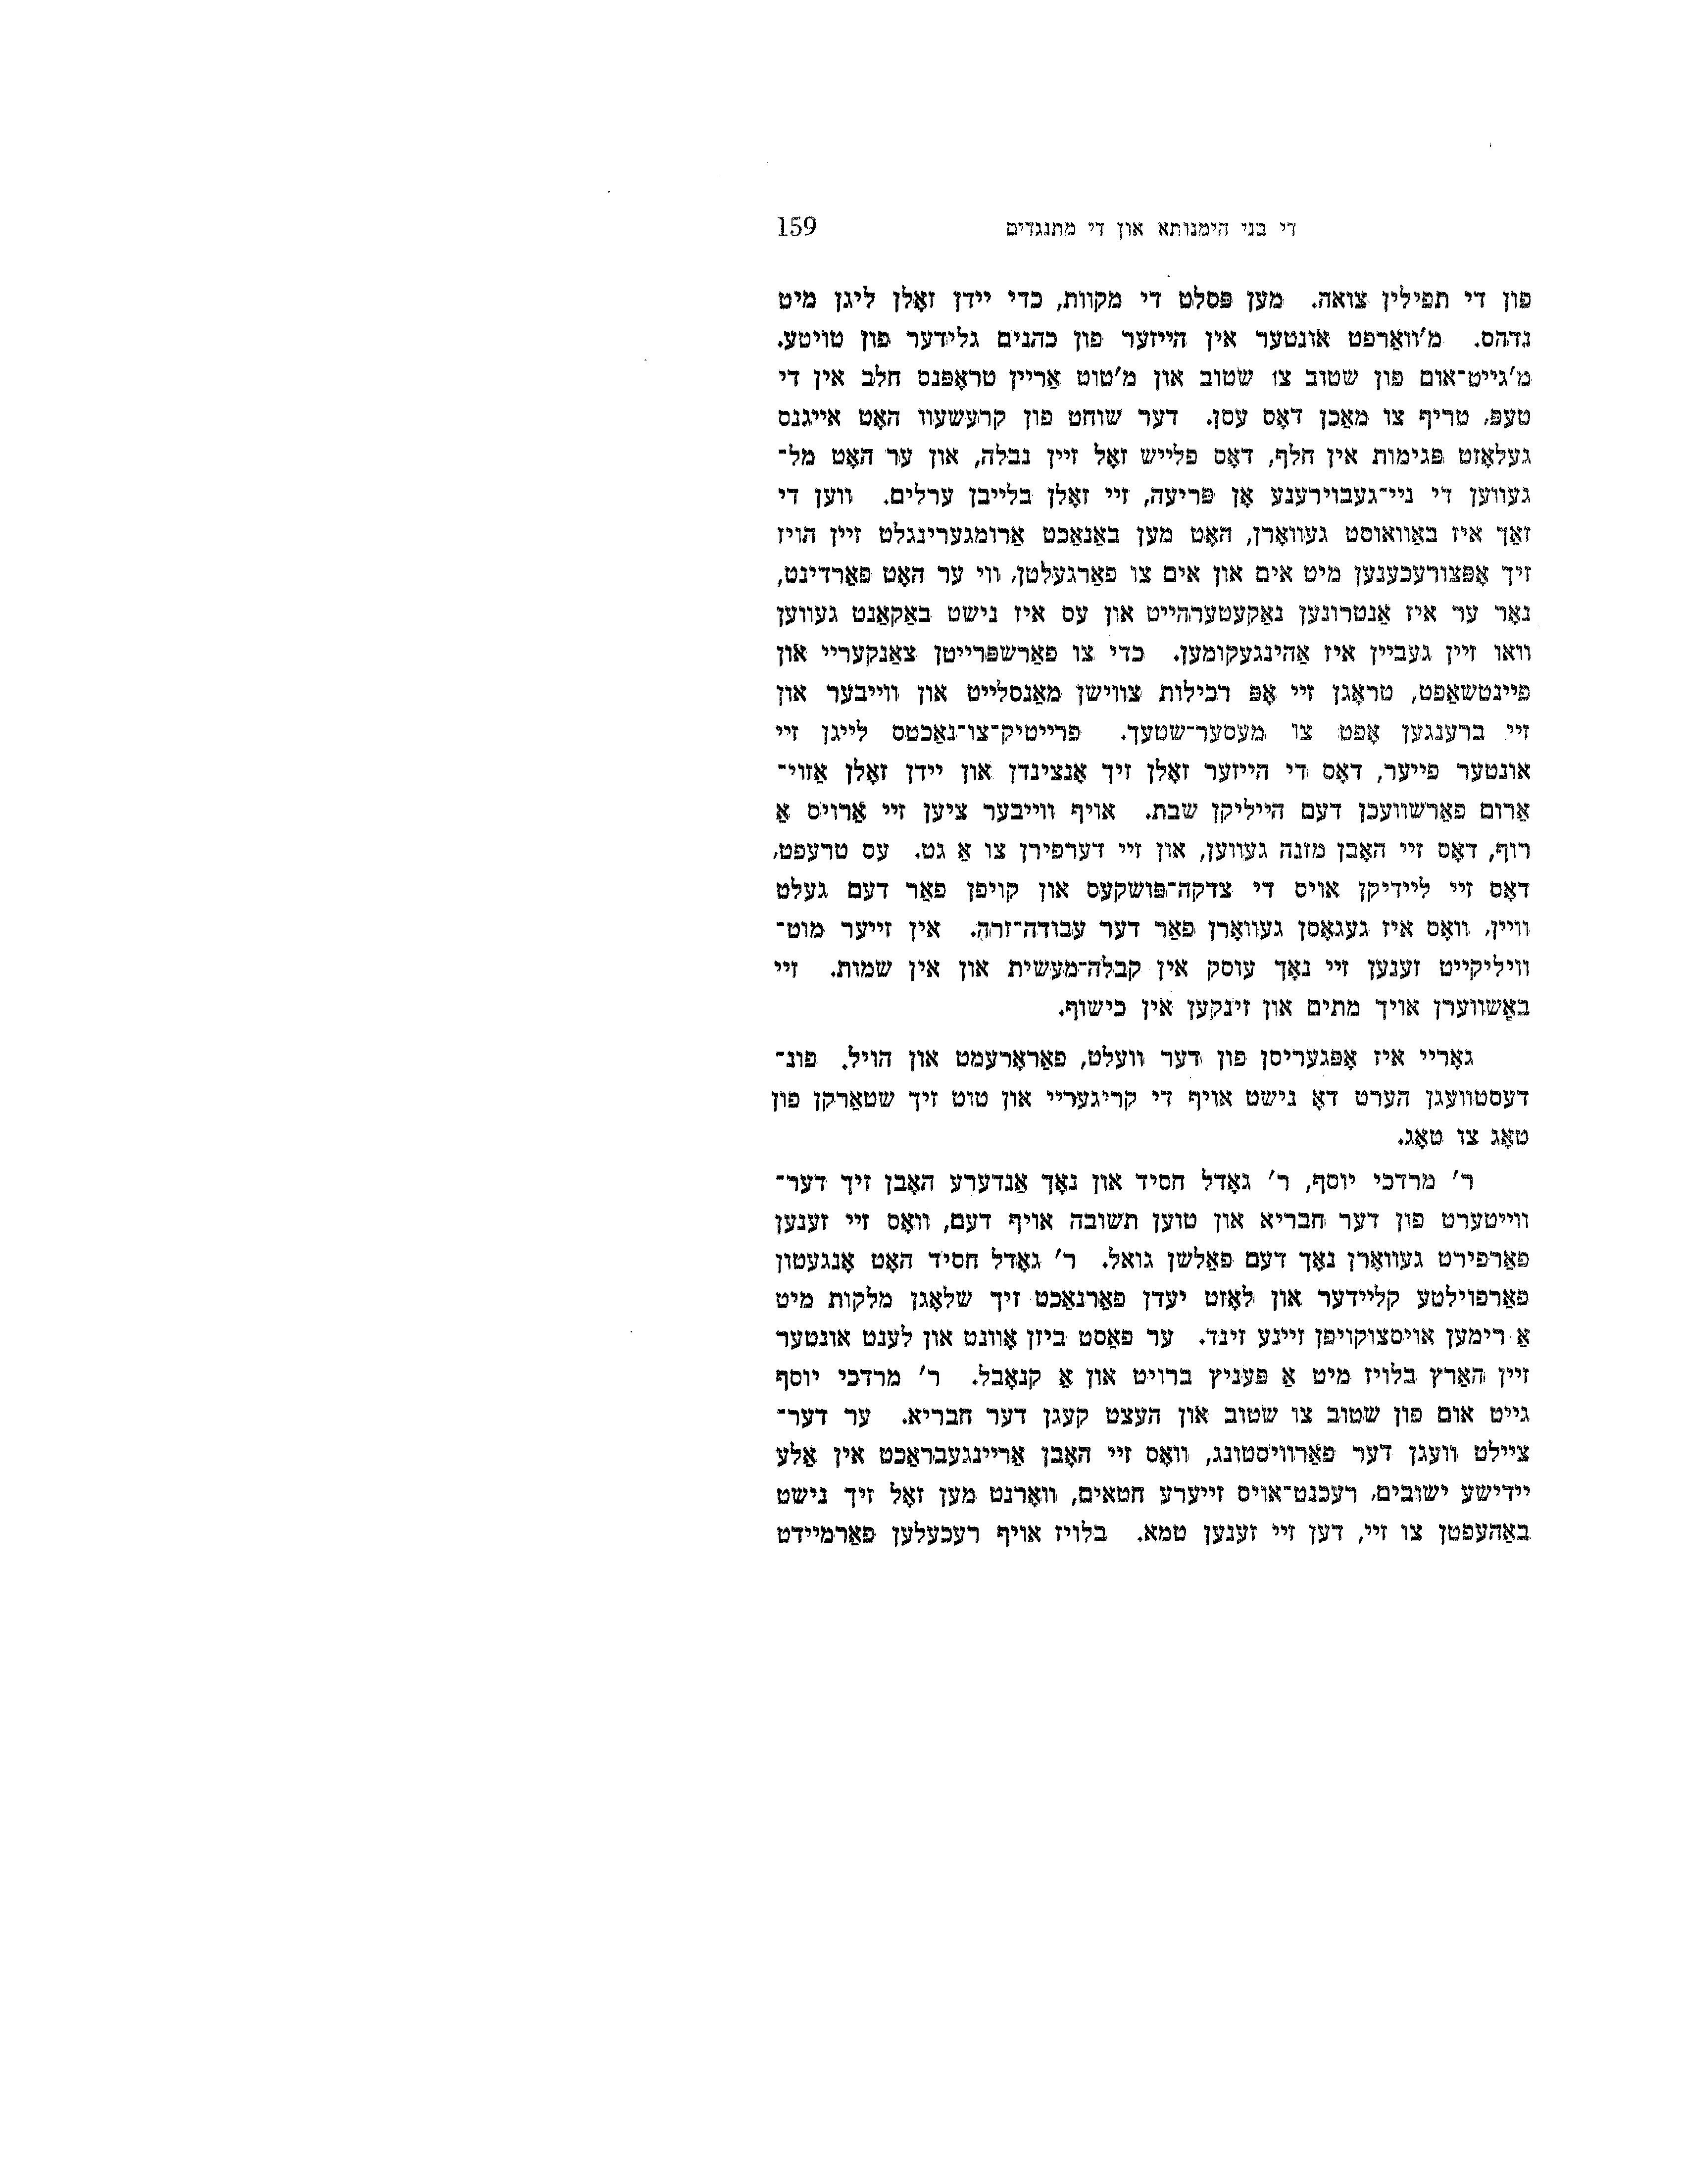 די בני הימנותא און די מתנגדים 159
פון די תפילין צואה. מען פּסלט די מקוות, כדי יידן זאָלן ליגן מיט
נדהס. מ'וואַרפט אונטער אין הייזער פון כהנים גלידער פון טויטע.
מ'גייט־אום פון שטוב צו שטוב און מ'טוט אַריין טראָפּנס חלב אין די
טעפּ, טריף צו מאַכן דאָס עסן. דער שוחט פון קרעשעוו האָט אייגנס
געלאָזט פּגימות אין חלף, דאָס פלייש זאָל זיין נבלה, און ער האָט מל־
געווען די ניי־געבוירענע אָן פּריעה, זיי זאָלן בלייבן ערלים. ווען די
זאַך איז באַוואוסט געוואָרן, האָט מען באַנאַכט אַרומגערינגלט זיין הויז
זיך אָפּצורעכענען מיט אים און אים צו פאַרגעלטן, ווי ער האָט פאַרדינט,
נאָר ער איז אַנטרונען נאַקעטערהייט און עס איז נישט באַקאַנט געווען
וואו זיין געביין איז אַהינגעקומען. כדי צו פאַרשפּרייטן צאַנקעריי און
פיינטשאַפט, טראָגן זיי אָפּ רכילות צווישן מאַנסלייט און ווייבער און
זיי ברענגען אָפט צו מעסער־שטעך. פרייטיק־צו־נאַכטס לייגן זיי
אונטער פייער, דאָס די הייזער זאָלן זיך אָנצינדן און יידן זאָלן אַזוי־
אַרום פאַרשוועכן דעם הייליקן שבת. אויף ווייבער ציען זיי אַרויס אַ
רוף, דאָס זיי האָבן מזנה געווען, און זיי דערפירן צו אַ גט. עס טרעפט,
דאָס זיי ליידיקן אויס די צדקה־פּושקעס און קויפן פאַר דעם געלט
וויין, וואָס איז געגאָסן געוואָרן פאַר דער עבודה־זרה. אין זייער מוט־
וויליקייט זענען זיי נאָך עוסק אין קבלה־מעשית און אין שמות. זיי
באַשווערן אויך מתים און זינקען אין כישוף.
גאָריי איז אָפּגעריסן פון דער וועלט, פאַראָרעמט און הויל. פונ־
דעסטוועגן הערט דאָ נישט אויף די קריגעריי און טוט זיך שטאַרקן פון
טאָג צו טאָג.
ר' מרדכי יוסף, ר' גאָדל חסיד און נאָך אַנדערע האָבן זיך דער־
ווייטערט פון דער חבריא און טוען תשובה אויף דעם, וואָס זיי זענען
פאַרפירט געוואָרן נאָך דעם פאַלשן גואל. ר' גאָדל חסיד האָט אָנגעטון
פאַרפוילטע קליידער און לאָזט יעדן פאַרנאַכט זיך שלאָגן מלקות מיט
אַ רימען אויסצוקויפן זיינע זינד. ער פאַסט ביזן אָוונט און לענט אונטער
זיין האַרץ בלויז מיט אַ פּעניץ ברויט און אַ קנאָבל. ר' מרדכי יוסף
גייט אום פון שטוב צו שטוב און העצט קעגן דער חבריא. ער דער־
ציילט וועגן דער פאַרוויסטונג, וואָס זיי האָבן אַריינגעבראַכט אין אַלע
יידישע ישובים, רעכנט־אויס זייערע חטאים, וואָרנט מען זאָל זיך נישט
באַהעפטן צו זיי, דען זיי זענען טמא. בלויז אויף רעכעלען פאַרמיידט